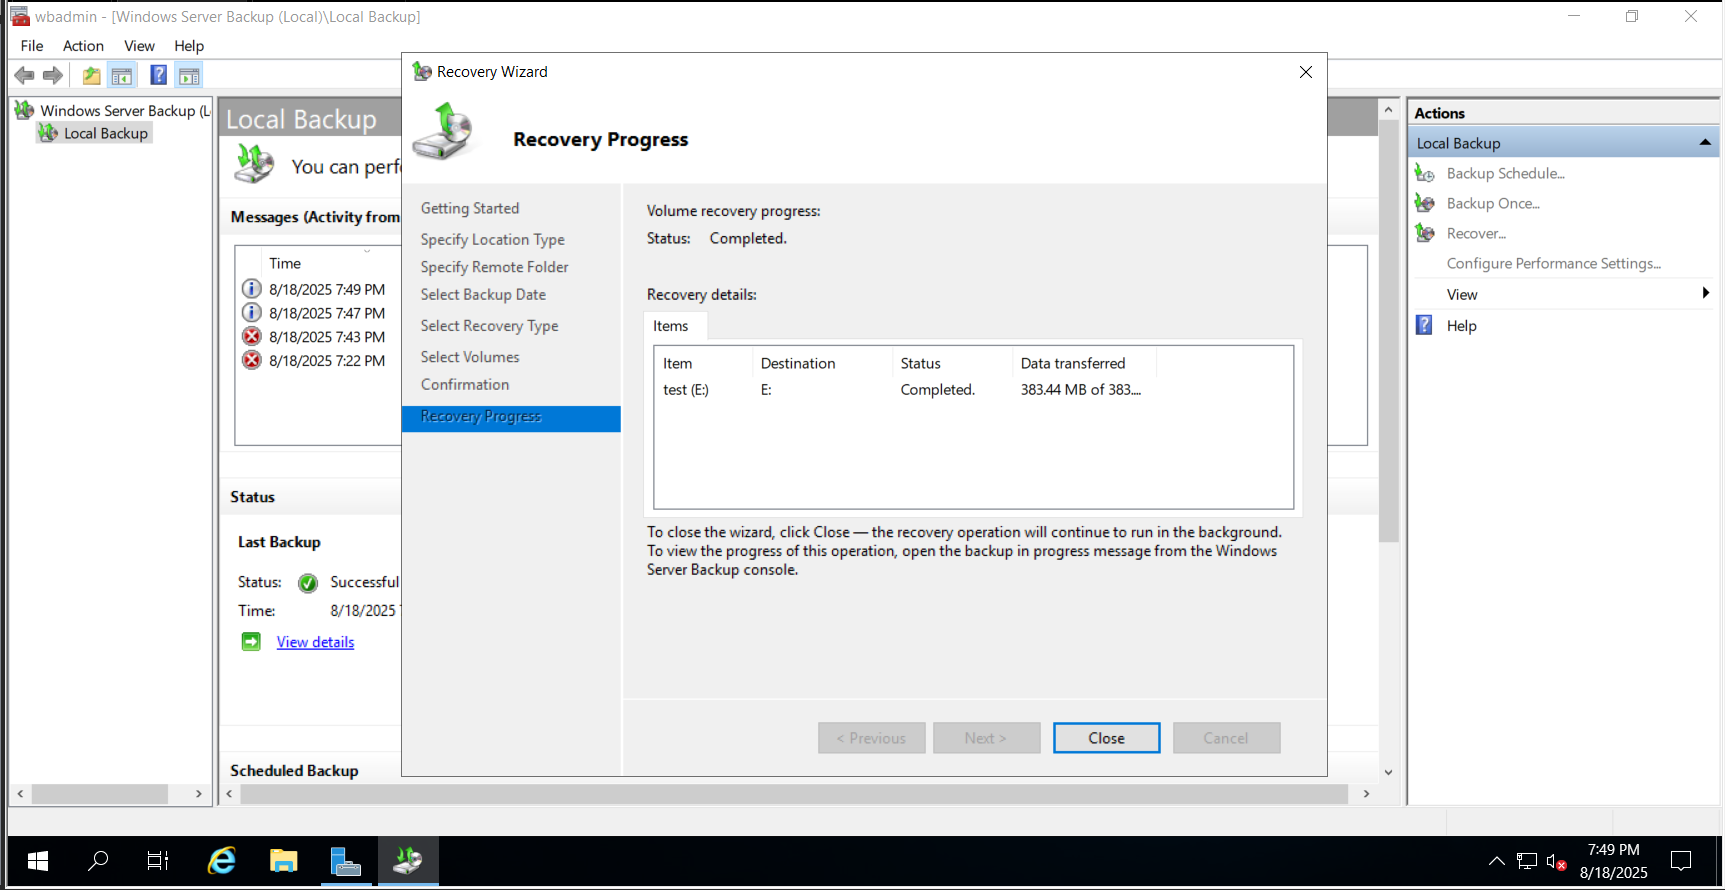 wbadmin - [Windows Server Backup (Local)\Local Backup]
File Action View Help
Windows Server Backup (L
Local Backup
Local Backup
You can perf
Messages (Activity from
Time
8/18/2025 7:49 PM
8/18/2025 7:47 PM
8/18/2025 7:43 PM
8/18/2025 7:22 PM
Status
Last Backup
Status: Successful
Time: 8/18/2025
View details
Scheduled Backup
Recovery Wizard
Recovery Progress
Getting Started
Specify Location Type
Specify Remote Folder
Select Backup Date
Select Recovery Type
Select Volumes
Confirmation
Recovery Progress
Volume recovery progress:
Status: Completed.
Recovery details:
Items
Item Destination Status Data transferred
test (E:) E: Completed. 383.44 MB of 383....
To close the wizard, click Close — the recovery operation will continue to run in the background.
To view the progress of this operation, open the backup in progress message from the Windows
Server Backup console.
< Previous Next > Close Cancel
Actions
Local Backup
Backup Schedule...
Backup Once...
Recover...
Configure Performance Settings...
View
Help
7:49 PM
8/18/2025